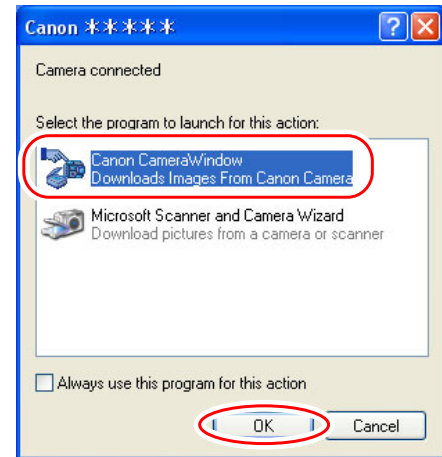 Canon *****
Camera connected
Select the program to launch for this action:
Canon CameraWindow
Downloads Images From Canon Camera
Microsoft Scanner and Camera Wizard
Download pictures from a camera or scanner
Always use this program for this action
OK Cancel